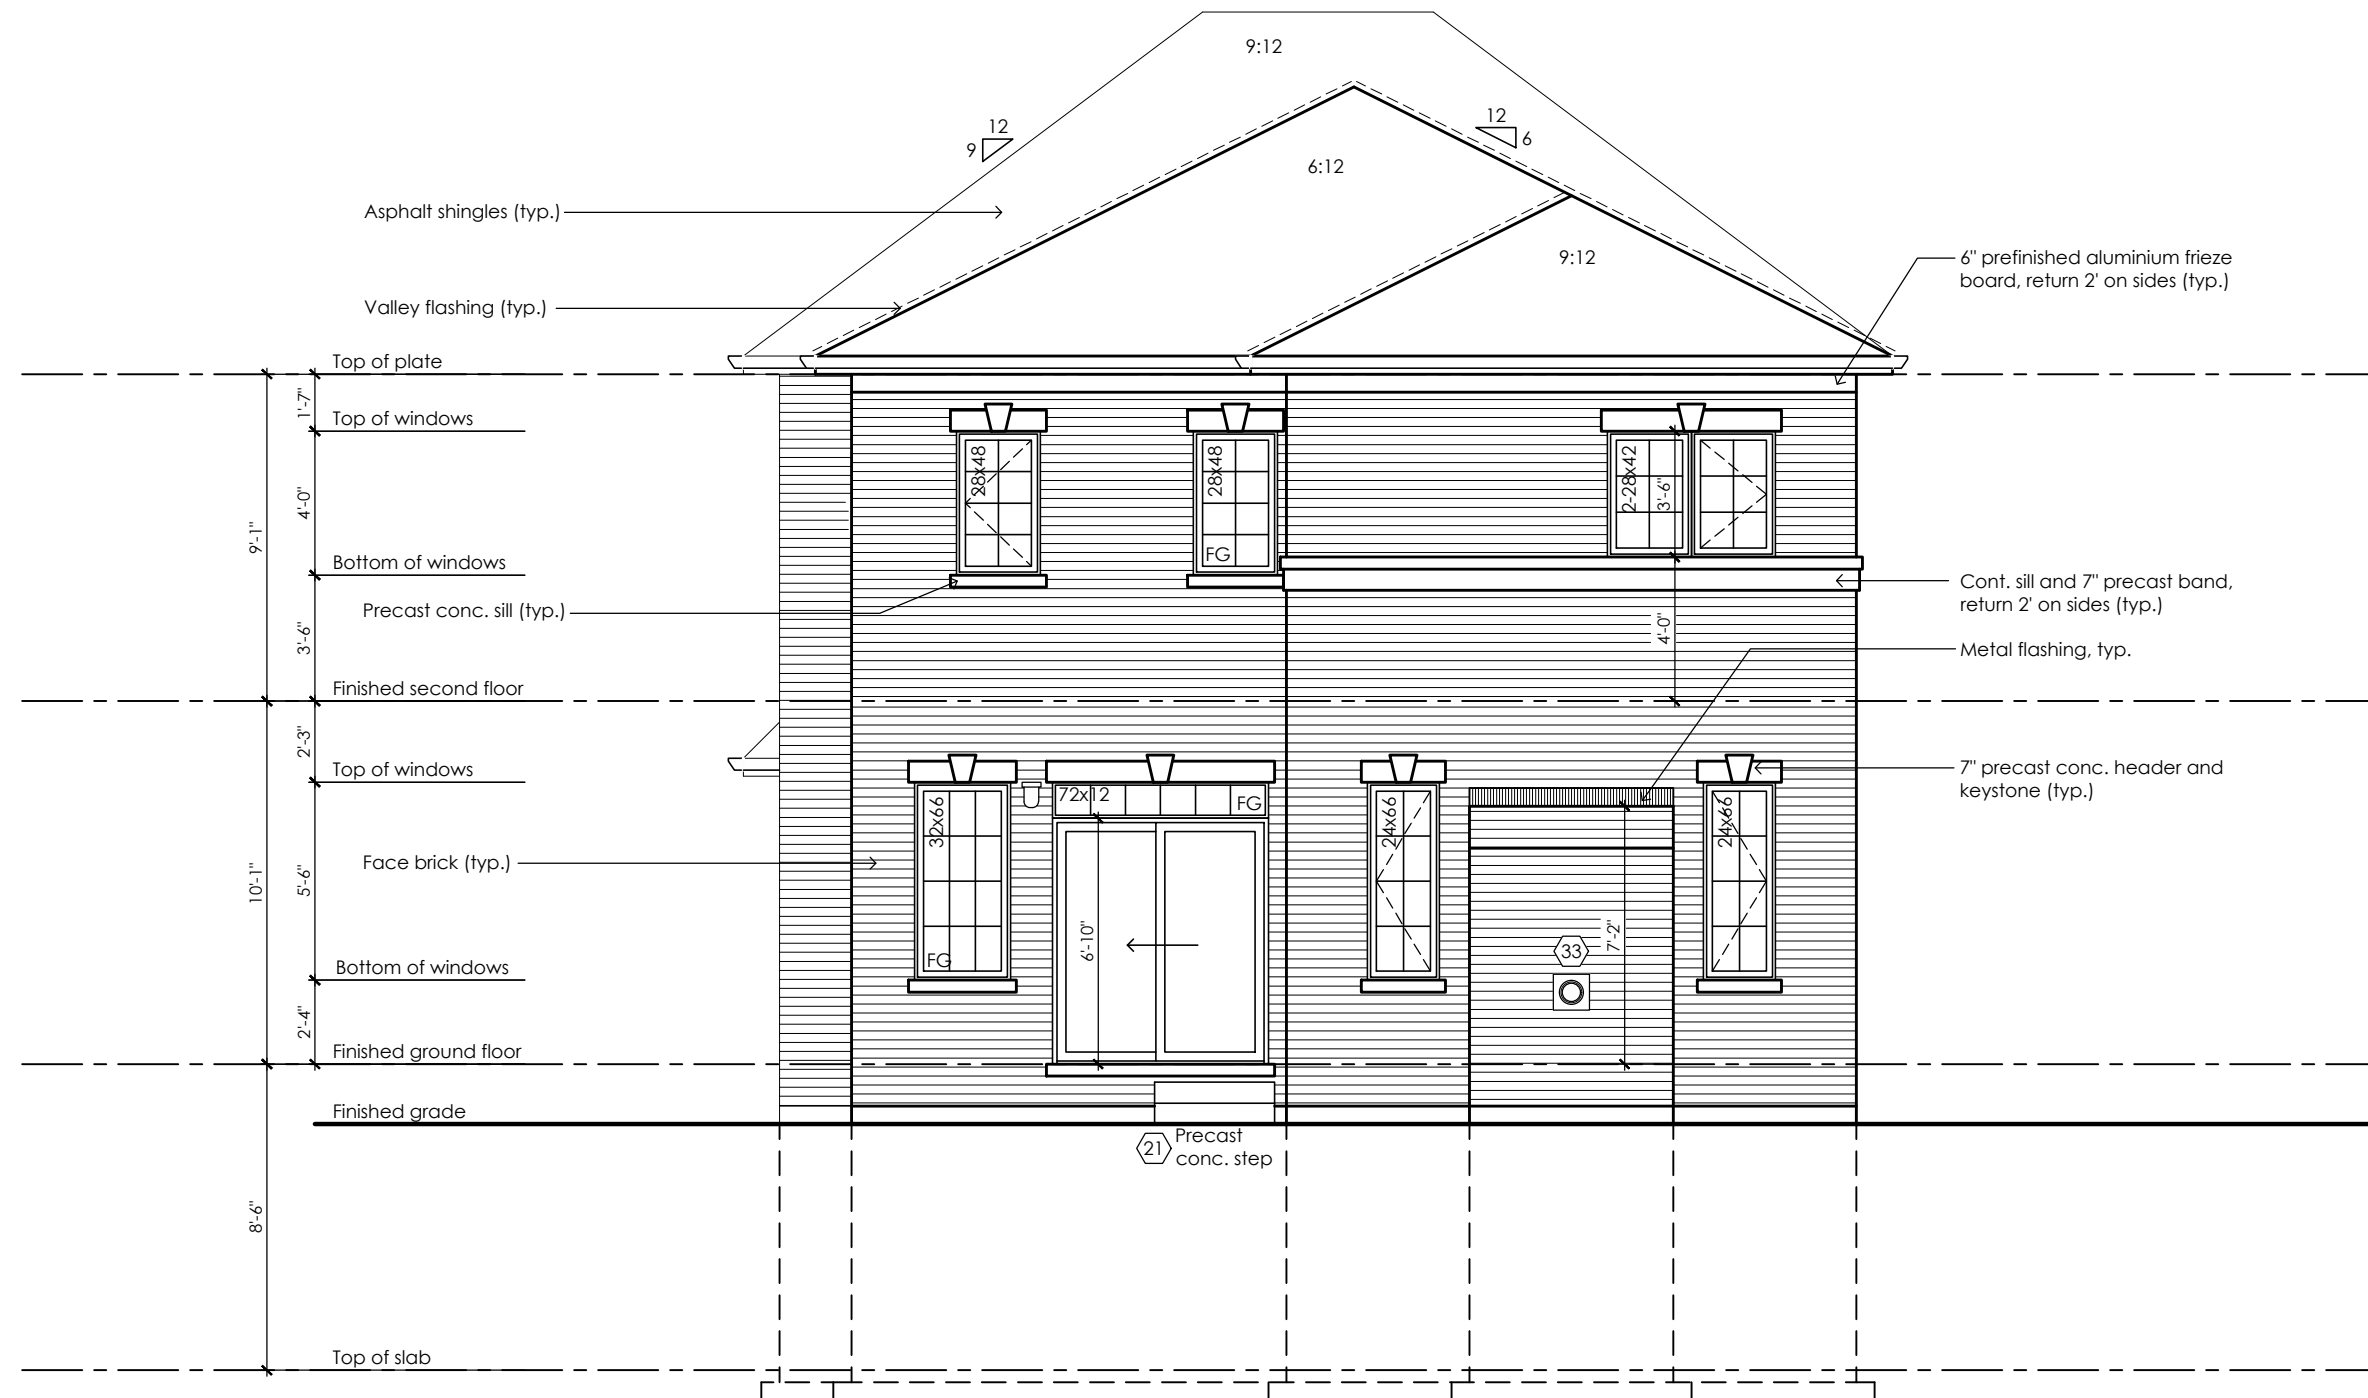 9:12
12
9
12
6
6:12
Asphalt shingles (typ.)
9:12
6" prefinished aluminium frieze
board, return 2' on sides (typ.)
Valley flashing (typ.)
Top of plate
1'-7"
Top of windows
28x48
28x48
2-28x42
3'-6"
4'-0"
9'-1"
FG
Bottom of windows
Precast conc. sill (typ.)
Cont. sill and 7" precast band,
return 2' on sides (typ.)
3'-6"
4'-0"
Metal flashing, typ.
Finished second floor
2'-3"
Top of windows
7" precast conc. header and
keystone (typ.)
72x12
FG
32x66
24x66
24x66
Face brick (typ.)
10'-1"
5'-6"
6'-10"
7'-2"
33
FG
Bottom of windows
2'-4"
Finished ground floor
Finished grade
21
Precast
conc. step
8'-6"
Top of slab